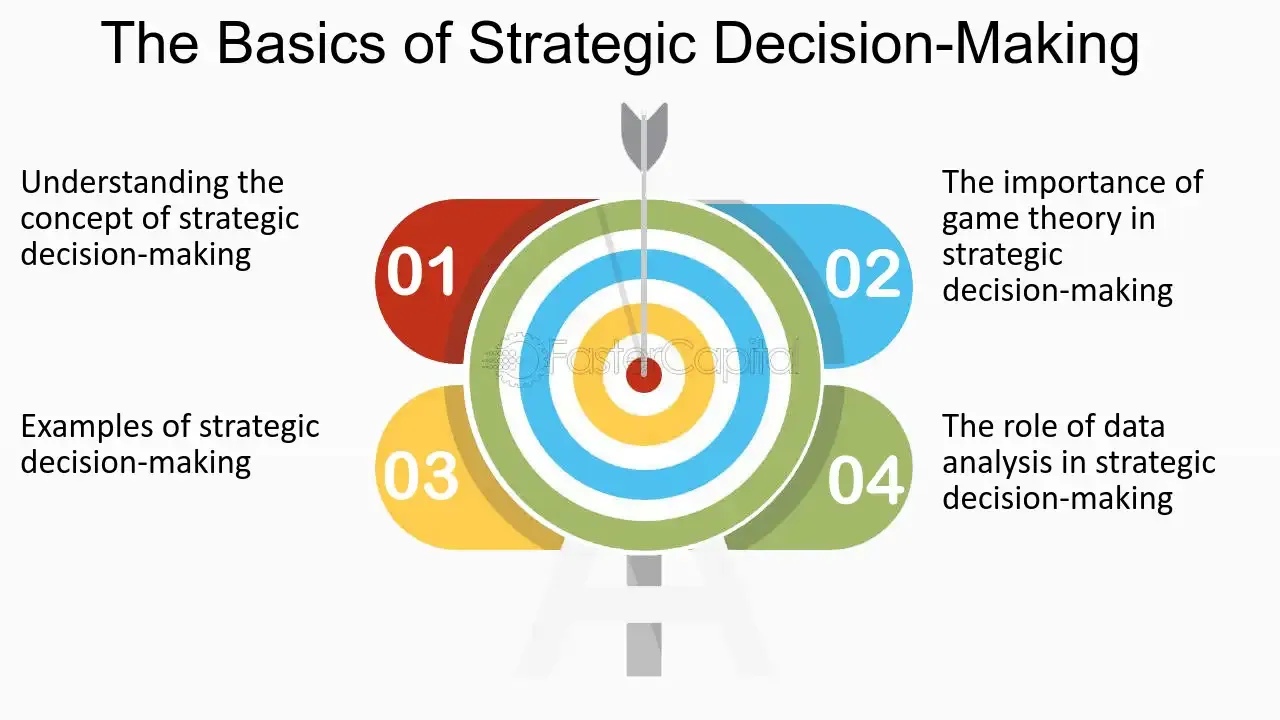 The Basics of Strategic Decision-Making
Understanding the
concept of strategic
decision-making
01
02
The importance of
game theory in
strategic
decision-making
FasterCapital
Examples of strategic
decision-making
03
04
The role of data
analysis in strategic
decision-making